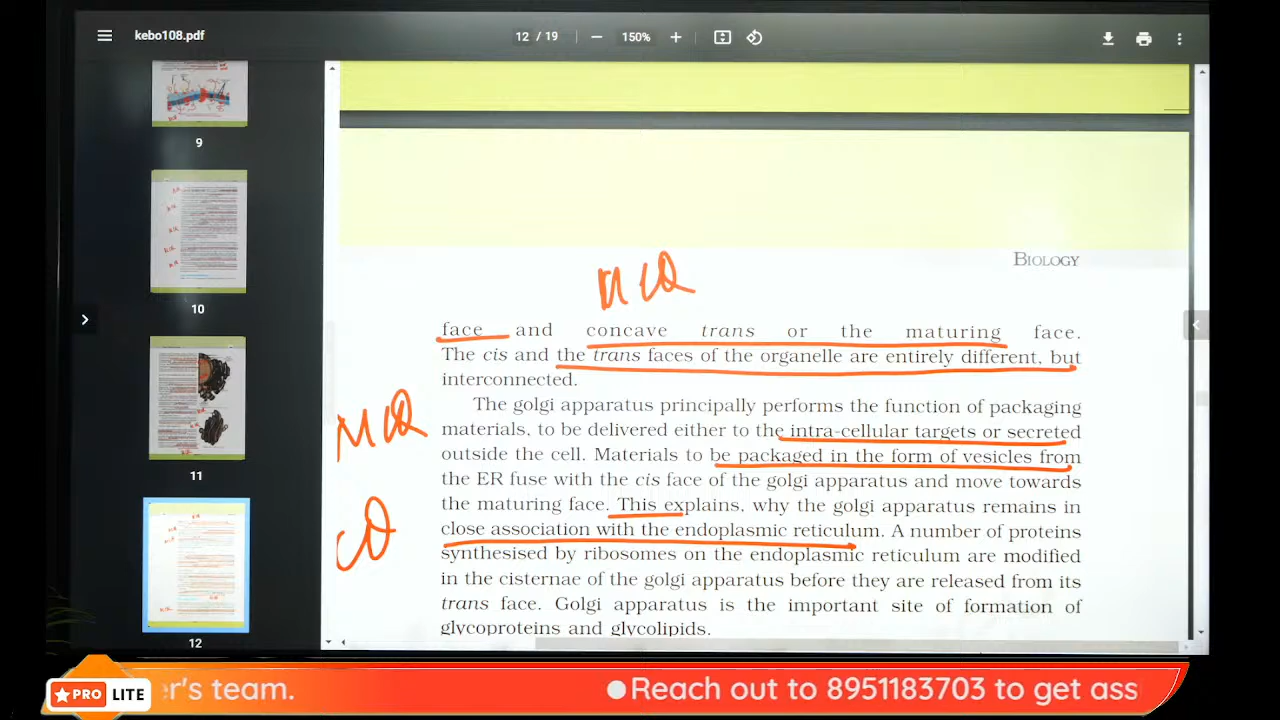 kebo108.pdf
12 / 19
150%
9
10
11
12
BIOLOGY
MCQ
face and concave trans or the maturing face.
The cis and the trans faces of the organelle are entirely different, but
interconnected.
The golgi apparatus principally performs the function of packaging
materials, to be delivered either to the intra-cellular targets or secreted
outside the cell. Materials to be packaged in the form of vesicles from
the ER fuse with the cis face of the golgi apparatus and move towards
the maturing face. This explains, why the golgi apparatus remains in
close association with the endoplasmic reticulum. A number of proteins
synthesised by ribosomes on the endoplasmic reticulum are modified
in the cisternae of the golgi apparatus before they are released from its
trans face. Golgi apparatus is the important site of formation of
glycoproteins and glycolipids.
MCQ
CQ
PRO LITE
er's team.
Reach out to 8951183703 to get ass